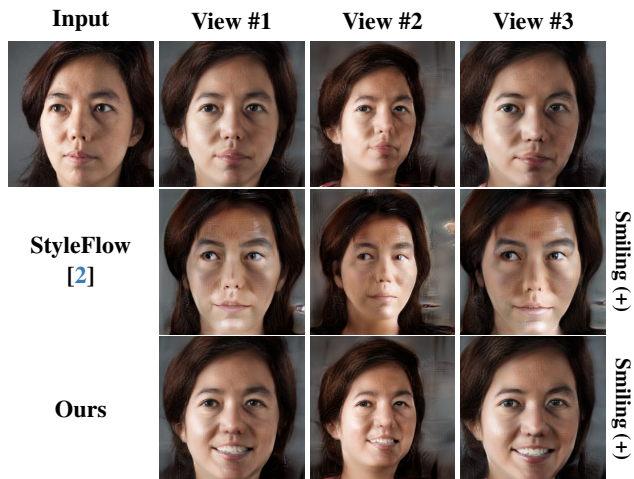 Input View #1 View #2 View #3
StyleFlow
[2]
Smiling (+)
Ours
Smiling (+)